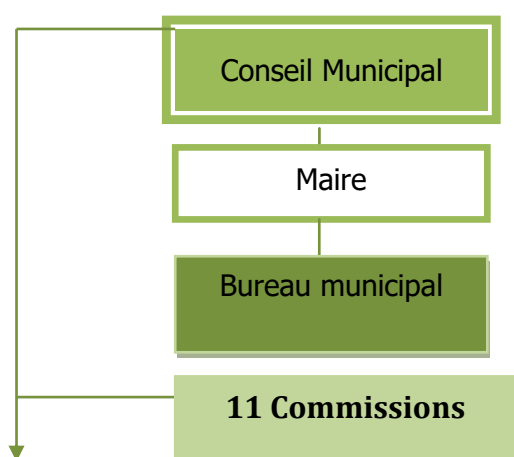 Conseil Municipal
Maire
Bureau municipal
11 Commissions